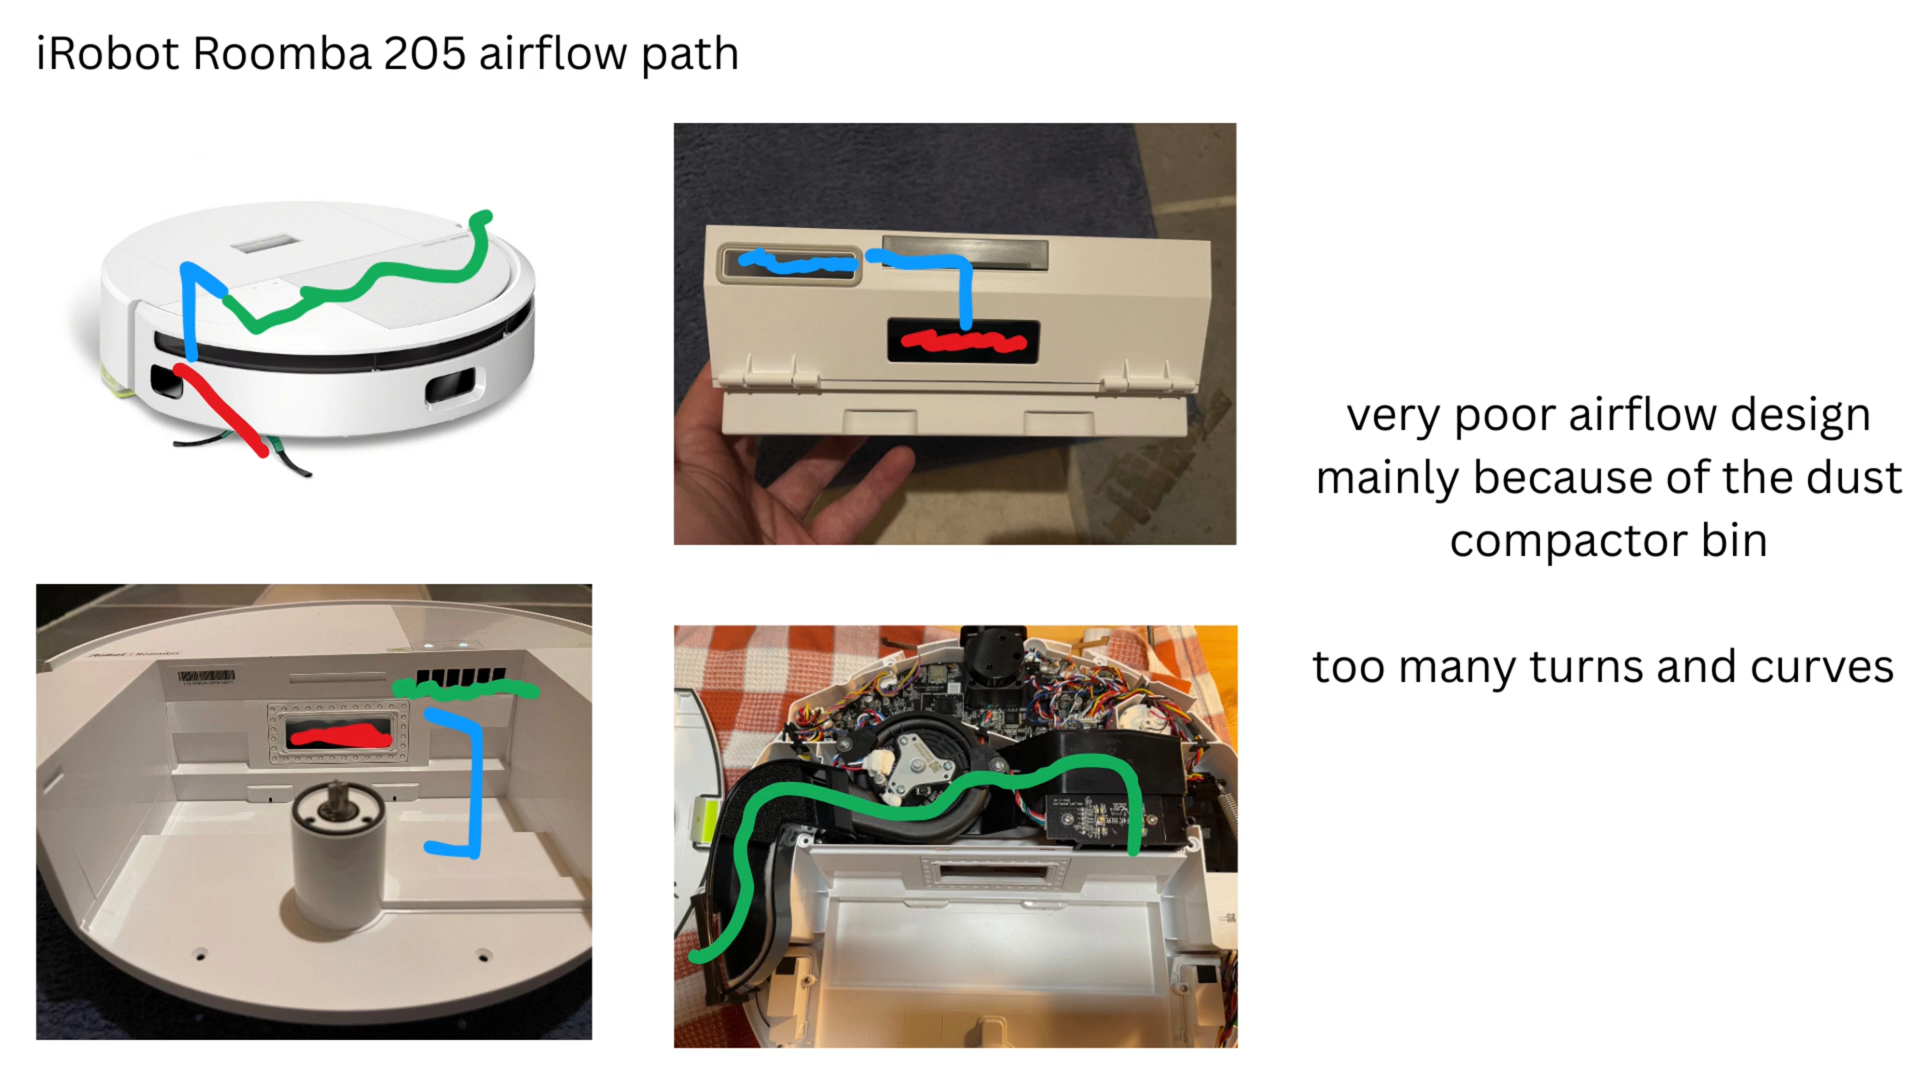 iRobot Roomba 205 airflow path
very poor airflow design
mainly because of the dust
compactor bin
too many turns and curves